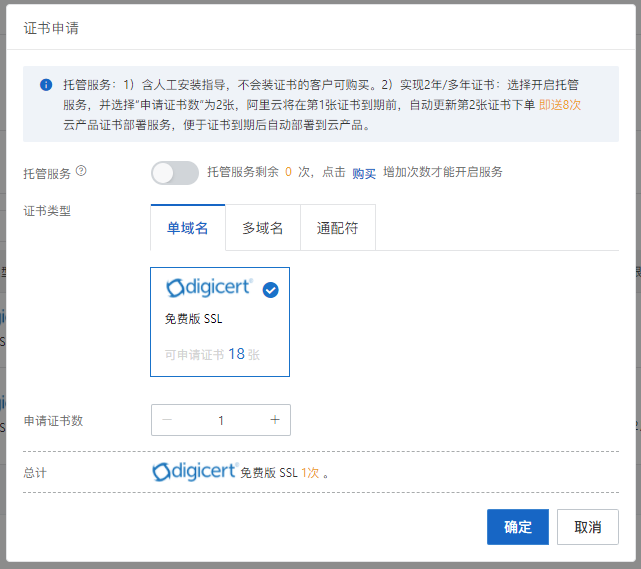 证书申请
托管服务：1）含人工安装指导，不会装证书的客户可购买。2）实现2年/多年证书：选择开启托管
服务，并选择“申请证书数”为2张，阿里云将在第1张证书到期前，自动更新第2张证书下单 即送8次
云产品证书部署服务，便于证书到期后自动部署到云产品。
托管服务 托管服务剩余 0 次，点击 购买 增加次数才能开启服务
证书类型 单域名 多域名 通配符
digicert
免费版 SSL
可申请证书 18 张
申请证书数 1
总计 digicert 免费版 SSL 1次 。
确定 取消